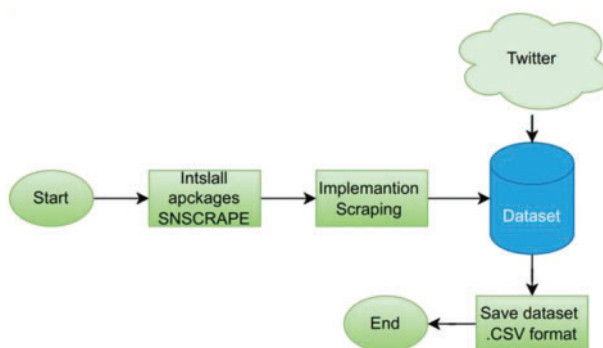 Twitter
Start
Intslall
apckages
SNSCRAPE
Implemantion
Scraping
Dataset
Save dataset
.CSV format
End